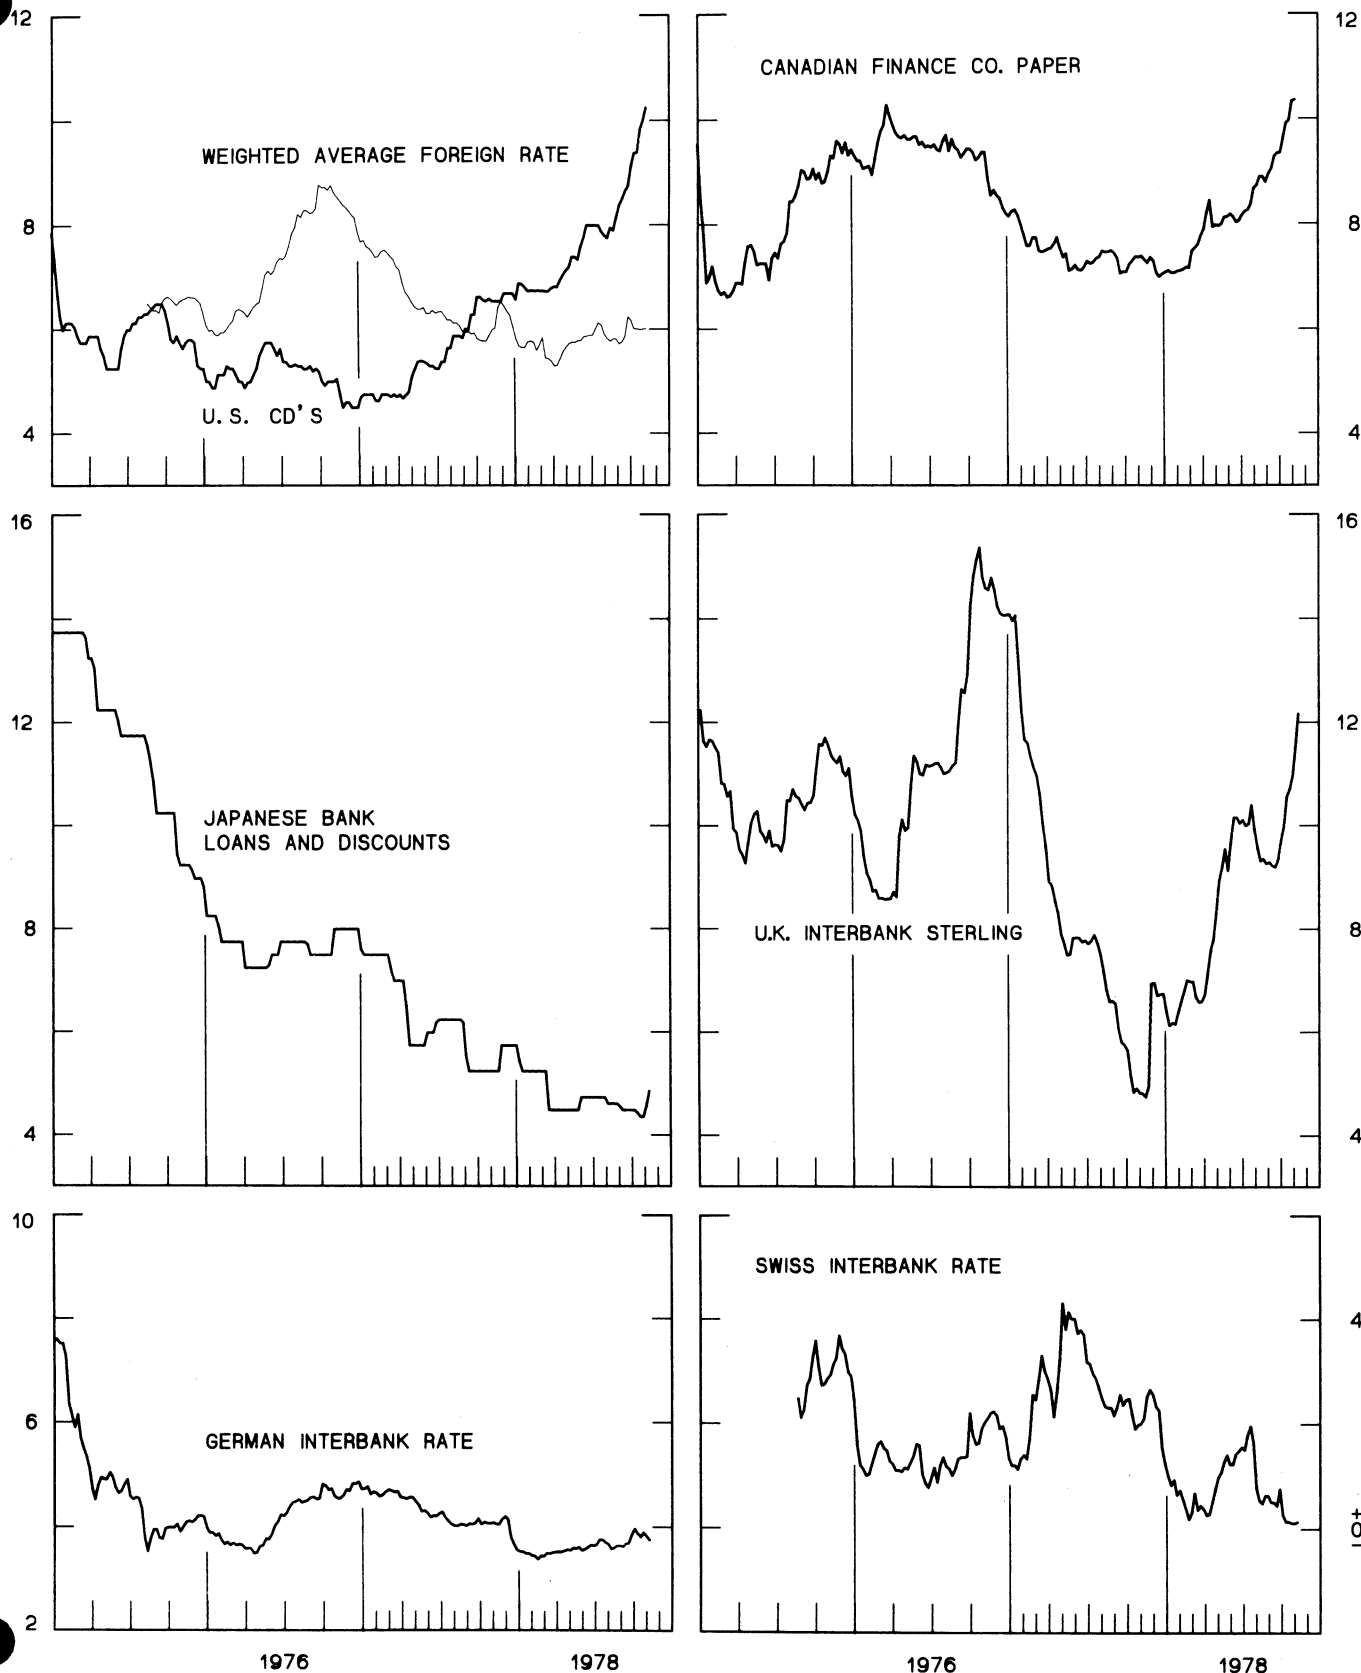 12
8
4
WEIGHTED AVERAGE FOREIGN RATE
U.S. CD'S
CANADIAN FINANCE CO. PAPER
12
8
4
16
12
8
4
JAPANESE BANK
LOANS AND DISCOUNTS
U.K. INTERBANK STERLING
16
12
8
4
10
6
2
GERMAN INTERBANK RATE
1976 1978
SWISS INTERBANK RATE
4
+
0
–
1976 1978